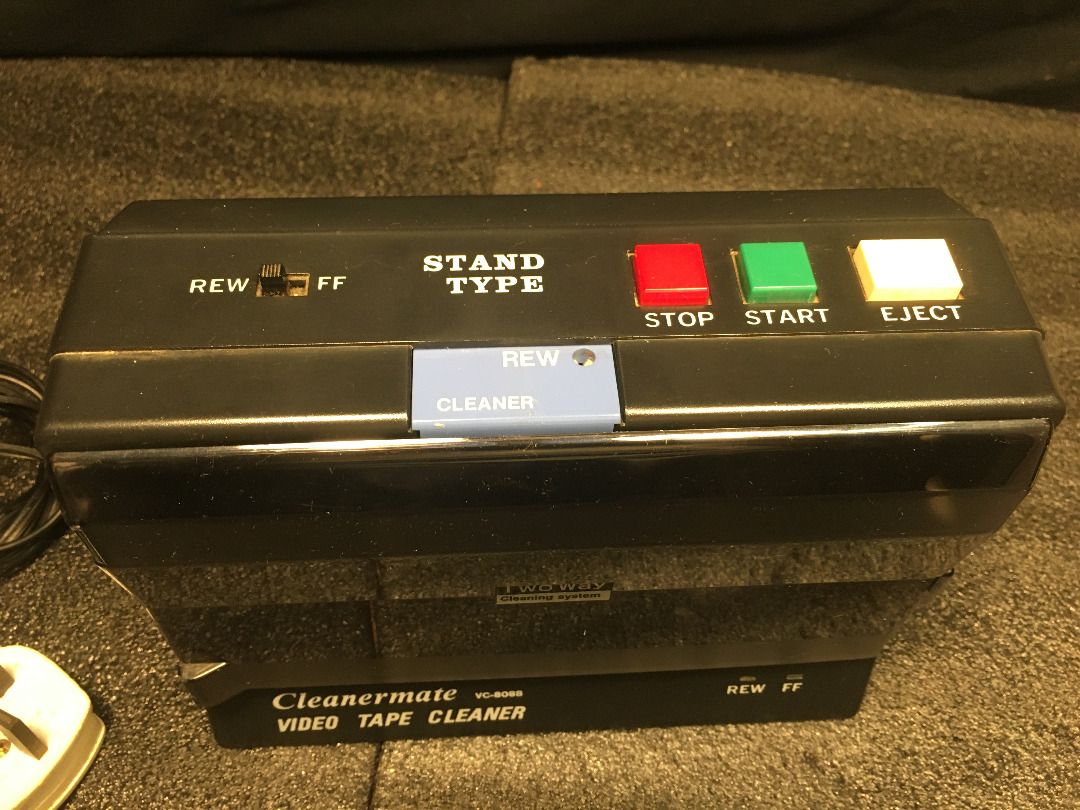 REW FF
STAND
TYPE
STOP START EJECT
REW
CLEANER
Two way
Cleaning system
Cleanermate VC-8088
VIDEO TAPE CLEANER
REW FF